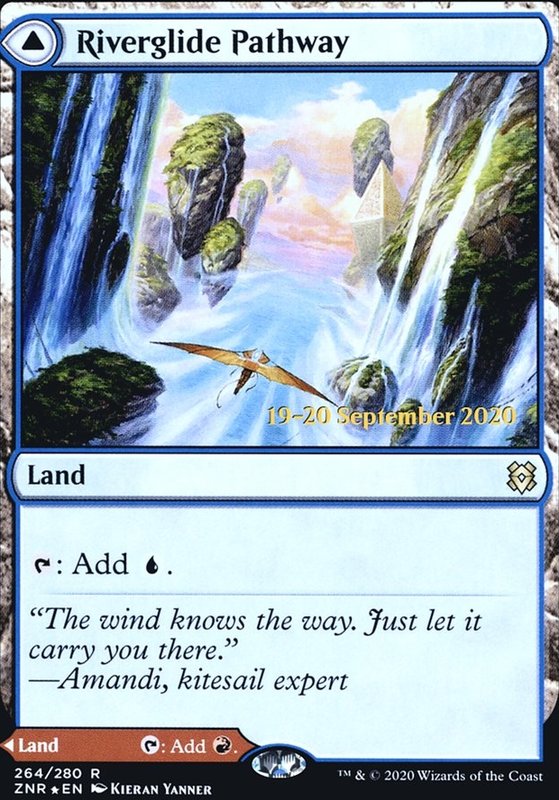 Riverglide Pathway
19–20 September 2020
Land
: Add .
“The wind knows the way. Just let it
carry you there.”
—Amandi, kitesail expert
Land : Add .
264/280 R
ZNR ★ EN Kieran Yanner
™ & © 2020 Wizards of the Coast